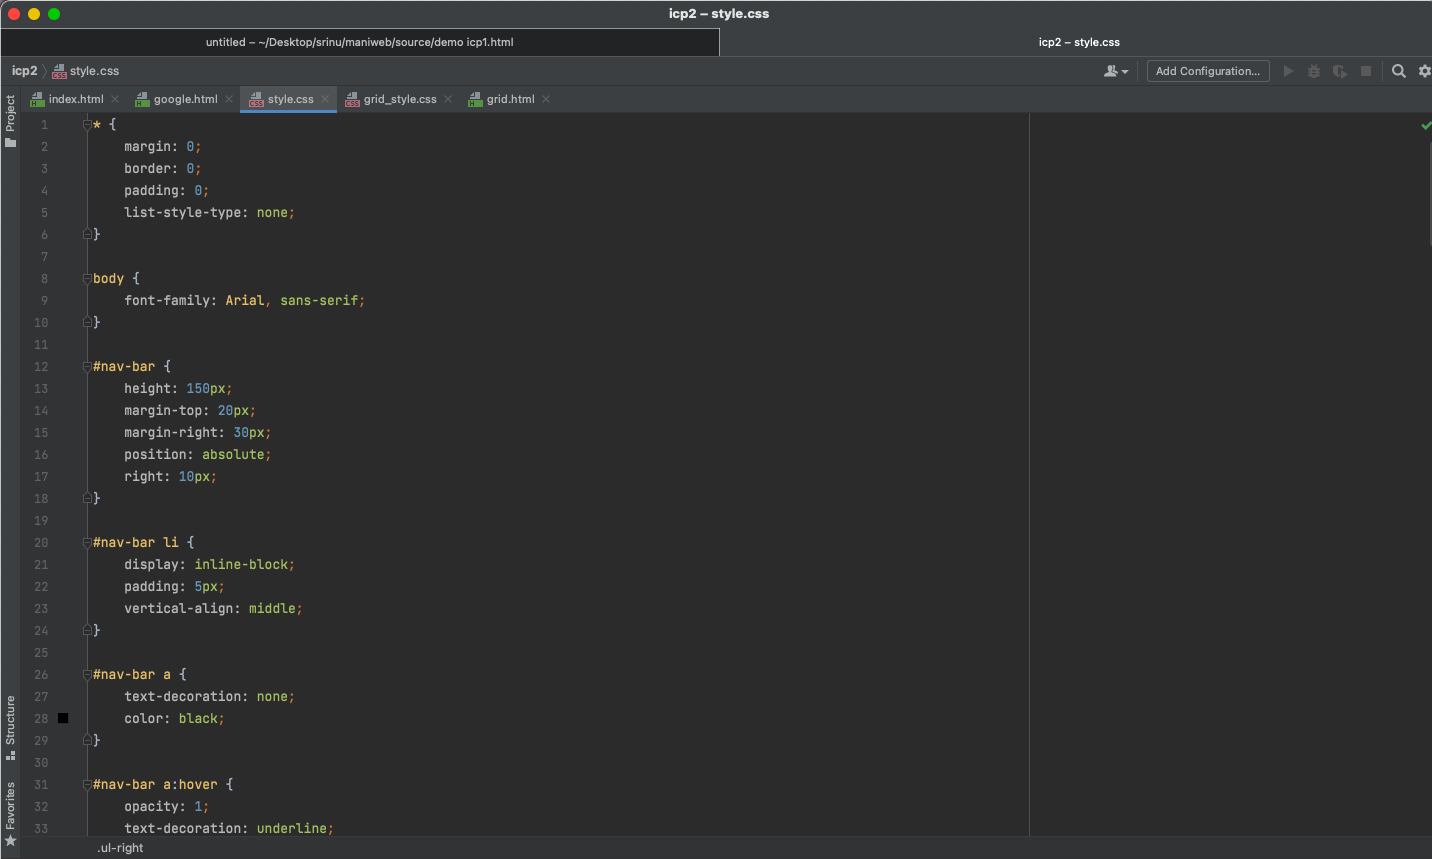 icp2 – style.css
untitled – ~/Desktop/srinu/maniweb/source/demo icp1.html
icp2 – style.css
icp2 style.css
Add Configuration...
index.html
google.html
style.css
grid_style.css
grid.html
Project
1 * {
2 margin: 0;
3 border: 0;
4 padding: 0;
5 list-style-type: none;
6 }
7
8 body {
9 font-family: Arial, sans-serif;
10 }
11
12 #nav-bar {
13 height: 150px;
14 margin-top: 20px;
15 margin-right: 30px;
16 position: absolute;
17 right: 10px;
18 }
19
20 #nav-bar li {
21 display: inline-block;
22 padding: 5px;
23 vertical-align: middle;
24 }
25
26 #nav-bar a {
27 text-decoration: none;
28 color: black;
29 }
30
31 #nav-bar a:hover {
32 opacity: 1;
33 text-decoration: underline;
Structure
Favorites
.ul-right